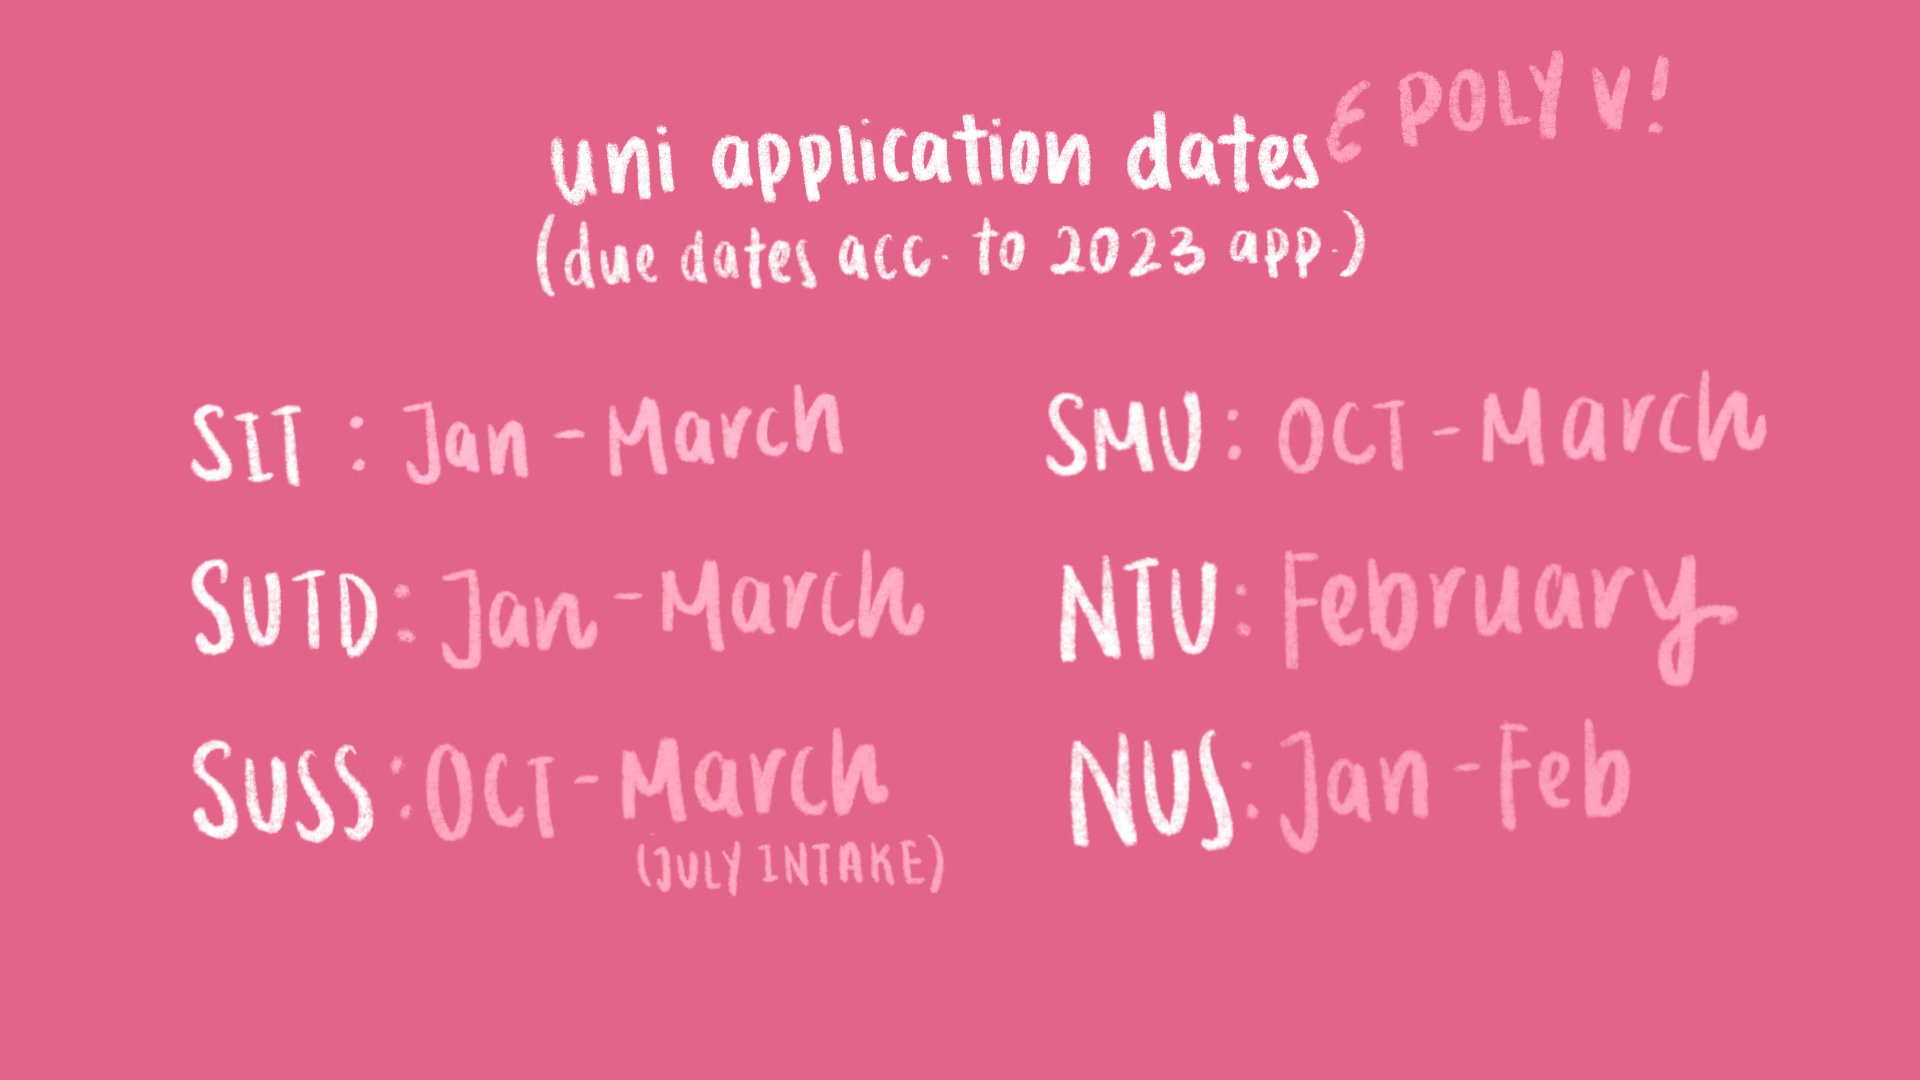 POLY V!
uni application dates
(due dates acc. to 2023 app.)
SIT : Jan - March
SMU : OCT - March
SUTD : Jan - March
NTU : February
SUSS : OCT - March
(JULY INTAKE)
NUS : Jan - Feb